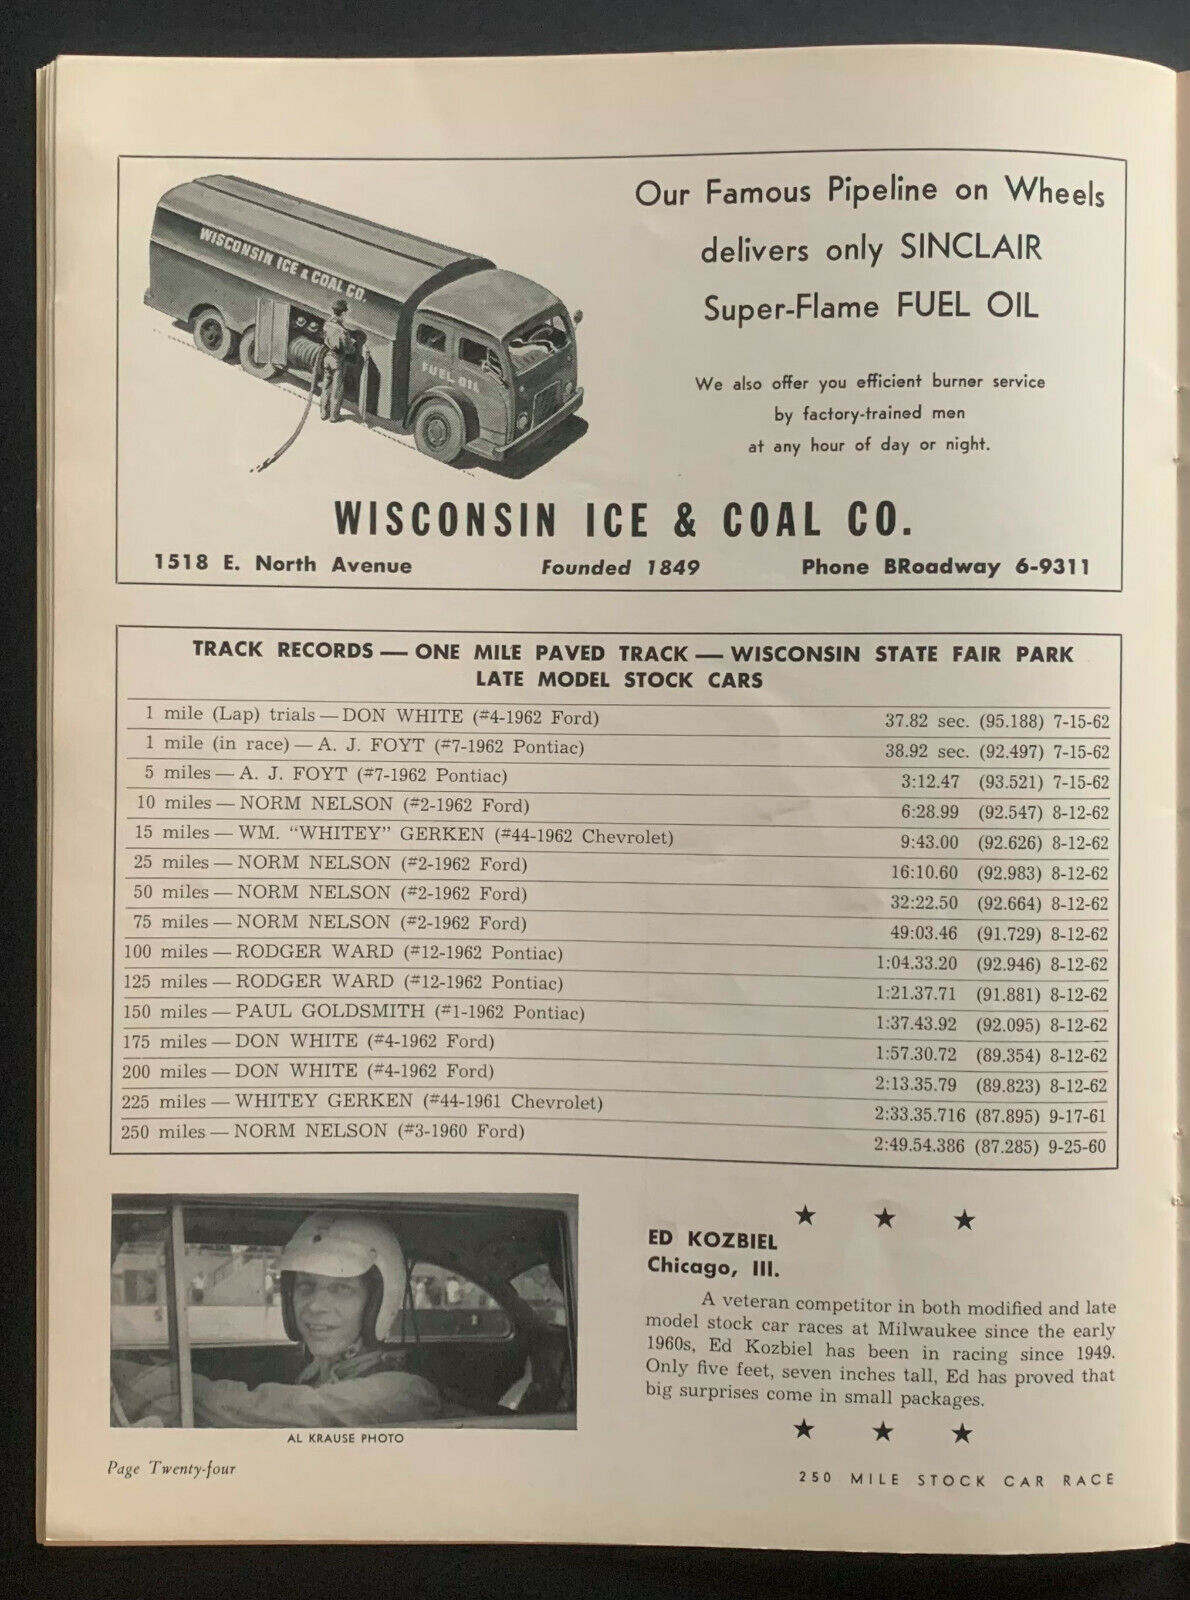 WISCONSIN ICE & COAL CO.
FUEL OIL
Our Famous Pipeline on Wheels
delivers only SINCLAIR
Super-Flame FUEL OIL
We also offer you efficient burner service
by factory-trained men
at any hour of day or night.
WISCONSIN ICE & COAL CO.
1518 E. North Avenue Founded 1849 Phone BRoadway 6-9311
TRACK RECORDS — ONE MILE PAVED TRACK — WISCONSIN STATE FAIR PARK
LATE MODEL STOCK CARS
1 mile (Lap) trials — DON WHITE (#4-1962 Ford) 37.82 sec. (95.188) 7-15-62
1 mile (in race) — A. J. FOYT (#7-1962 Pontiac) 38.92 sec. (92.497) 7-15-62
5 miles — A. J. FOYT (#7-1962 Pontiac) 3:12.47 (93.521) 7-15-62
10 miles — NORM NELSON (#2-1962 Ford) 6:28.99 (92.547) 8-12-62
15 miles — WM. "WHITEY" GERKEN (#44-1962 Chevrolet) 9:43.00 (92.626) 8-12-62
25 miles — NORM NELSON (#2-1962 Ford) 16:10.60 (92.983) 8-12-62
50 miles — NORM NELSON (#2-1962 Ford) 32:22.50 (92.664) 8-12-62
75 miles — NORM NELSON (#2-1962 Ford) 49:03.46 (91.729) 8-12-62
100 miles — RODGER WARD (#12-1962 Pontiac) 1:04.33.20 (92.946) 8-12-62
125 miles — RODGER WARD (#12-1962 Pontiac) 1:21.37.71 (91.881) 8-12-62
150 miles — PAUL GOLDSMITH (#1-1962 Pontiac) 1:37.43.92 (92.095) 8-12-62
175 miles — DON WHITE (#4-1962 Ford) 1:57.30.72 (89.354) 8-12-62
200 miles — DON WHITE (#4-1962 Ford) 2:13.35.79 (89.823) 8-12-62
225 miles — WHITEY GERKEN (#44-1961 Chevrolet) 2:33.35.716 (87.895) 9-17-61
250 miles — NORM NELSON (#3-1960 Ford) 2:49.54.386 (87.285) 9-25-60
ED KOZBIEL
Chicago, Ill.
A veteran competitor in both modified and late
model stock car races at Milwaukee since the early
1960s, Ed Kozbiel has been in racing since 1949.
Only five feet, seven inches tall, Ed has proved that
big surprises come in small packages.
AL KRAUSE PHOTO
Page Twenty-four
250 MILE STOCK CAR RACE